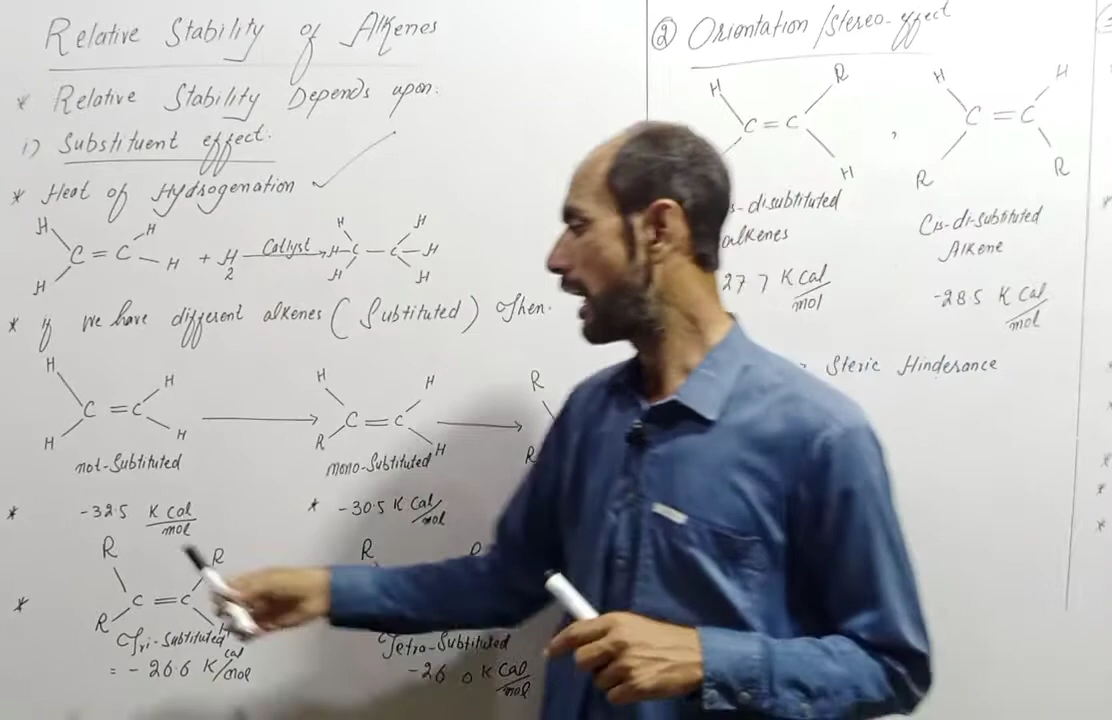 Relative Stability of Alkenes
* Relative Stability Depends upon:
i) Substituent effect:
* Heat of Hydrogenation ✓
H H
C = C
H H
+ H2 Catalyst
H H
H - C - C - H
H H
* if we have different alkenes (Substituted) then.
H H
C = C
H H
not-Subtituted
H H
C = C
R H
mono-Subtituted
R
R
* -32.5 K Cal/mol
* -30.5 K Cal/mol
* R R
C = C
R
Tri-Subtituted
= -26.6 K cal/mol
R R
Tetra-Subtituted
-26.0 K Cal/mol
② Orientation / Stereo-effect
H R
C = C
H
,
H H
C = C
R R
s-disubtituted
alkenes
27 7 K Cal/mol
Cis-di-subtituted
Alkene
-28.5 K Cal/mol
Steric Hinderance